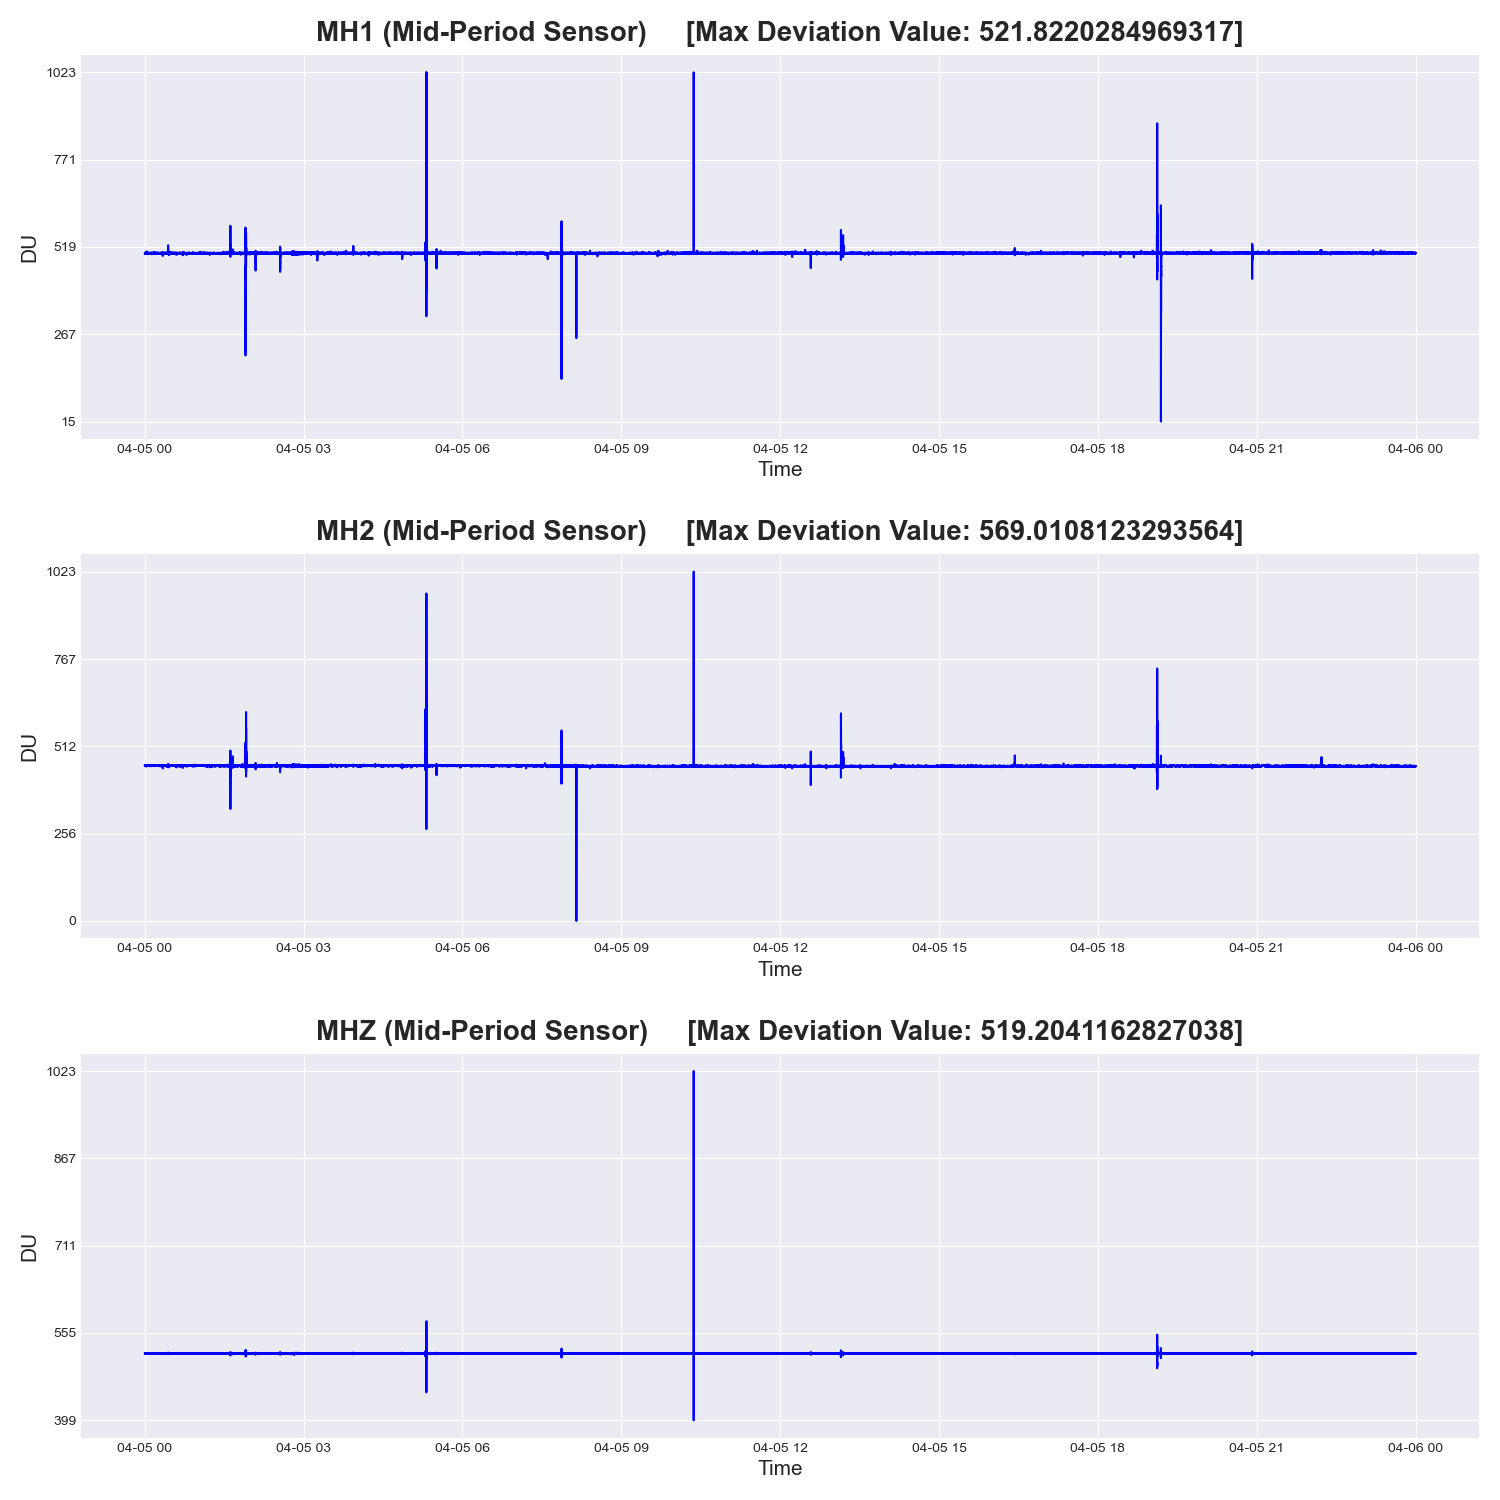 MH1 (Mid-Period Sensor) [Max Deviation Value: 521.8220284969317]
1023
771
519
267
15
DU
04-05 00 04-05 03 04-05 06 04-05 09 04-05 12 04-05 15 04-05 18 04-05 21 04-06 00
Time
MH2 (Mid-Period Sensor) [Max Deviation Value: 569.0108123293564]
1023
767
512
256
0
DU
04-05 00 04-05 03 04-05 06 04-05 09 04-05 12 04-05 15 04-05 18 04-05 21 04-06 00
Time
MHZ (Mid-Period Sensor) [Max Deviation Value: 519.2041162827038]
1023
867
711
555
399
DU
04-05 00 04-05 03 04-05 06 04-05 09 04-05 12 04-05 15 04-05 18 04-05 21 04-06 00
Time